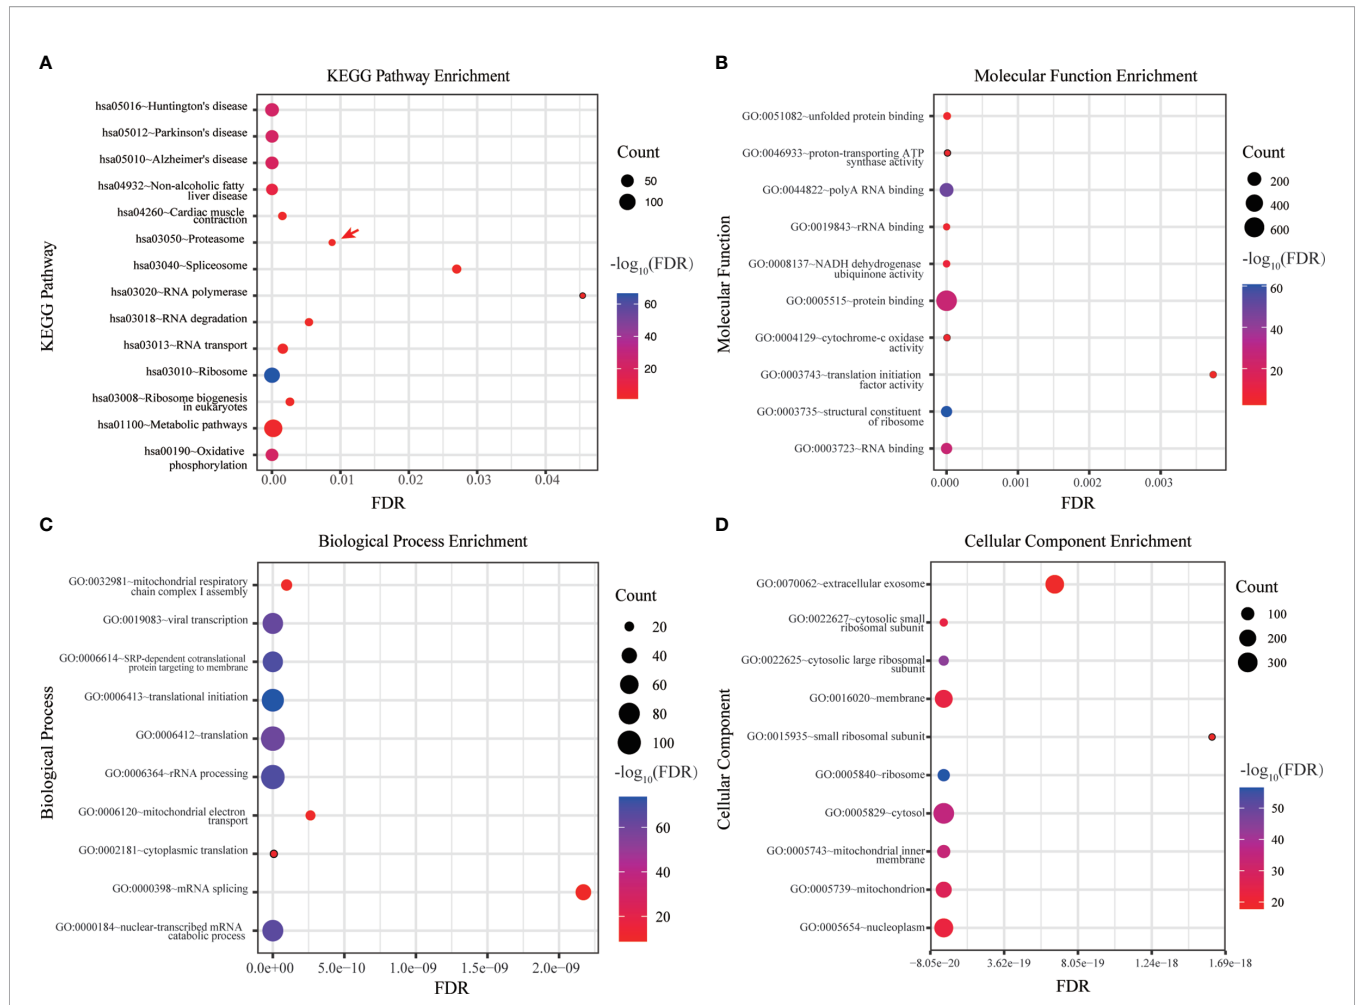 A
KEGG Pathway Enrichment
KEGG Pathway
hsa05016~Huntington's disease
hsa05012~Parkinson's disease
hsa05010~Alzheimer's disease
hsa04932~Non-alcoholic fatty
liver disease
hsa04260~Cardiac muscle
contraction
hsa03050~Proteasome
hsa03040~Spliceosome
hsa03020~RNA polymerase
hsa03018~RNA degradation
hsa03013~RNA transport
hsa03010~Ribosome
hsa03008~Ribosome biogenesis
in eukaryotes
hsa01100~Metabolic pathways
hsa00190~Oxidative
phosphorylation
0.00 0.01 0.02 0.03 0.04
FDR
Count
50
100
-log10(FDR)
60
40
20
B
Molecular Function Enrichment
Molecular Function
GO:0051082~unfolded protein binding
GO:0046933~proton-transporting ATP
synthase activity
GO:0044822~polyA RNA binding
GO:0019843~rRNA binding
GO:0008137~NADH dehydrogenase
ubiquinone activity
GO:0005515~protein binding
GO:0004129~cytochrome-c oxidase
activity
GO:0003743~translation initiation
factor activity
GO:0003735~structural constituent
of ribosome
GO:0003723~RNA binding
0.000 0.001 0.002 0.003
FDR
Count
200
400
600
-log10(FDR)
60
40
20
C
Biological Process Enrichment
Biological Process
GO:0032981~mitochondrial respiratory
chain complex I assembly
GO:0019083~viral transcription
GO:0006614~SRP-dependent cotranslational
protein targeting to membrane
GO:0006413~translational initiation
GO:0006412~translation
GO:0006364~rRNA processing
GO:0006120~mitochondrial electron
transport
GO:0002181~cytoplasmic translation
GO:0000398~mRNA splicing
GO:0000184~nuclear-transcribed mRNA
catabolic process
0.0e+00 5.0e−10 1.0e−09 1.5e−09 2.0e−09
FDR
Count
20
40
60
80
100
-log10(FDR)
60
40
20
D
Cellular Component Enrichment
Cellular Component
GO:0070062~extracellular exosome
GO:0022627~cytosolic small
ribosomal subunit
GO:0022625~cytosolic large ribosomal
subunit
GO:0016020~membrane
GO:0015935~small ribosomal subunit
GO:0005840~ribosome
GO:0005829~cytosol
GO:0005743~mitochondrial inner
membrane
GO:0005739~mitochondrion
GO:0005654~nucleoplasm
−8.05e−20 3.62e−19 8.05e−19 1.24e−18 1.69e−18
FDR
Count
100
200
300
-log10(FDR)
50
40
30
20